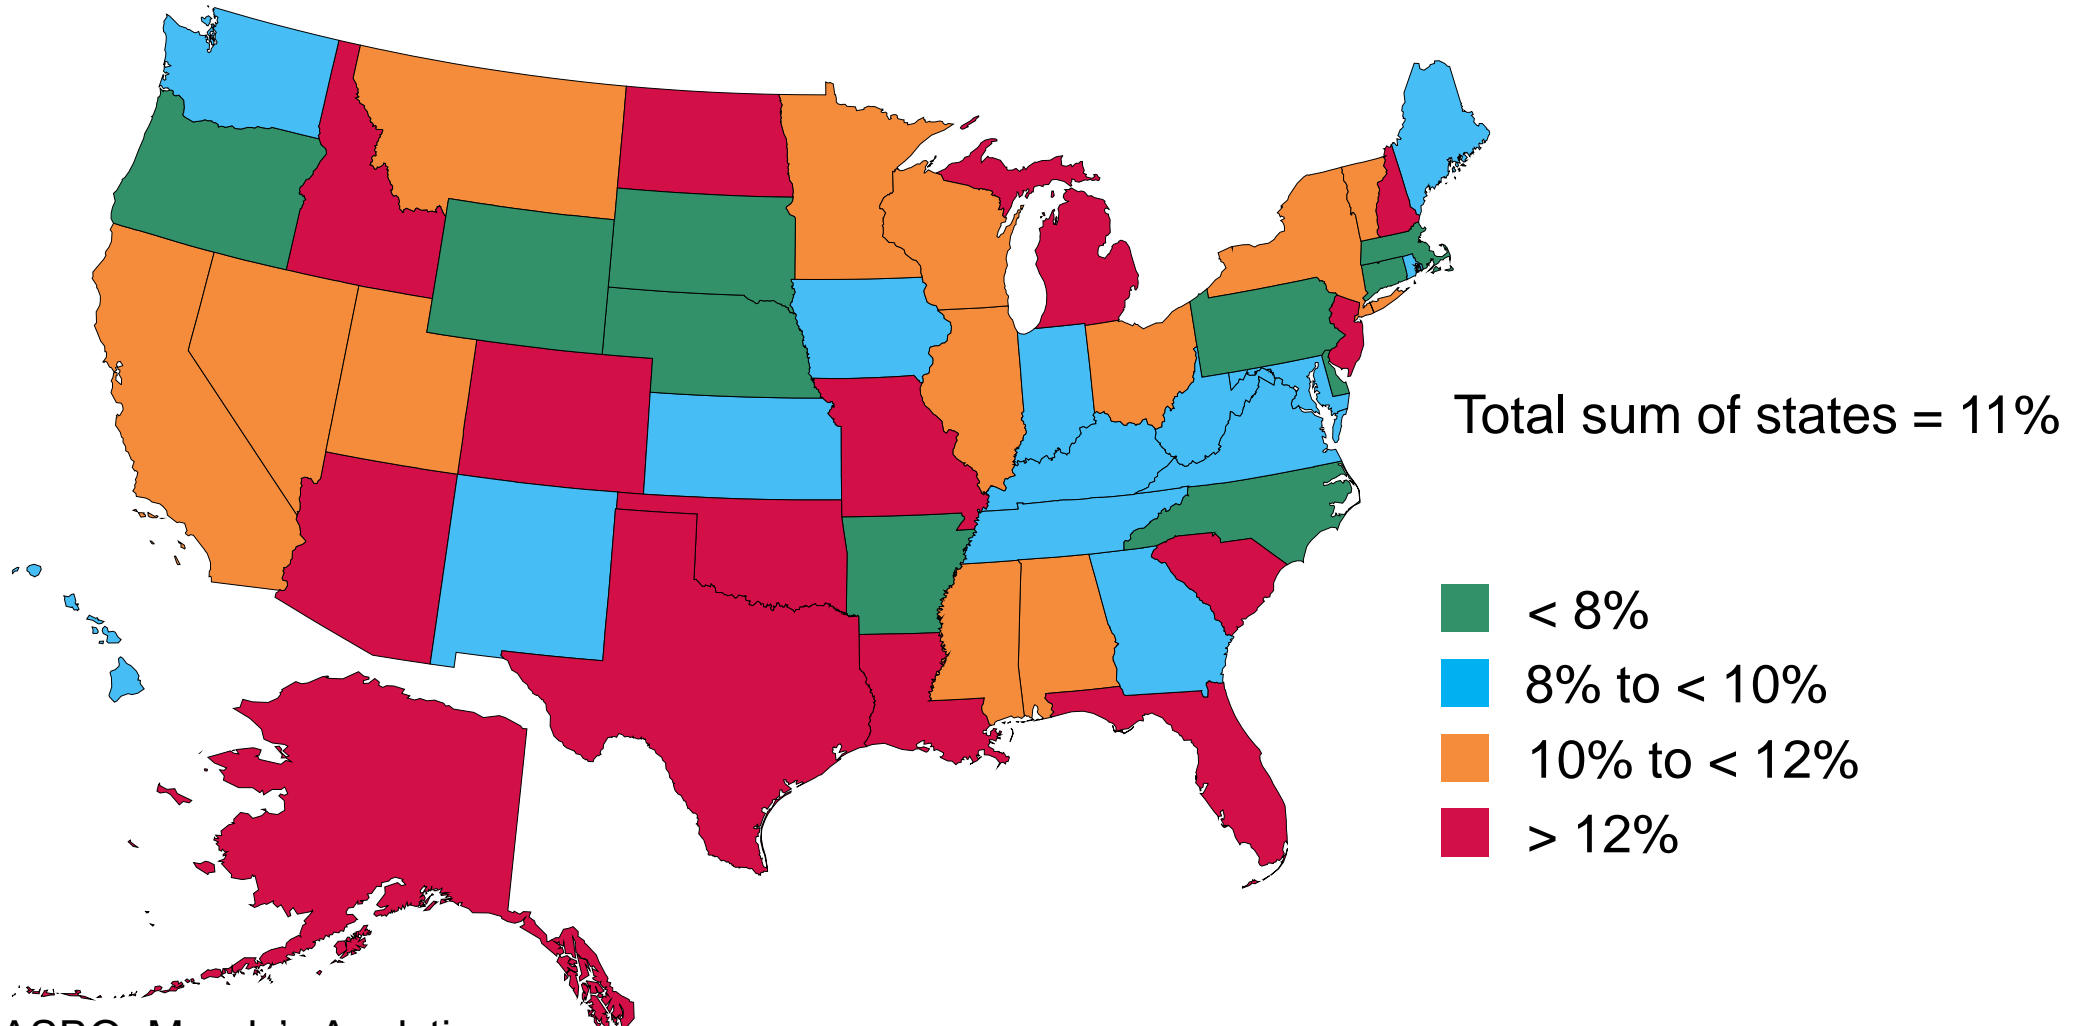 Total sum of states = 11%
< 8%
8% to < 10%
10% to < 12%
> 12%